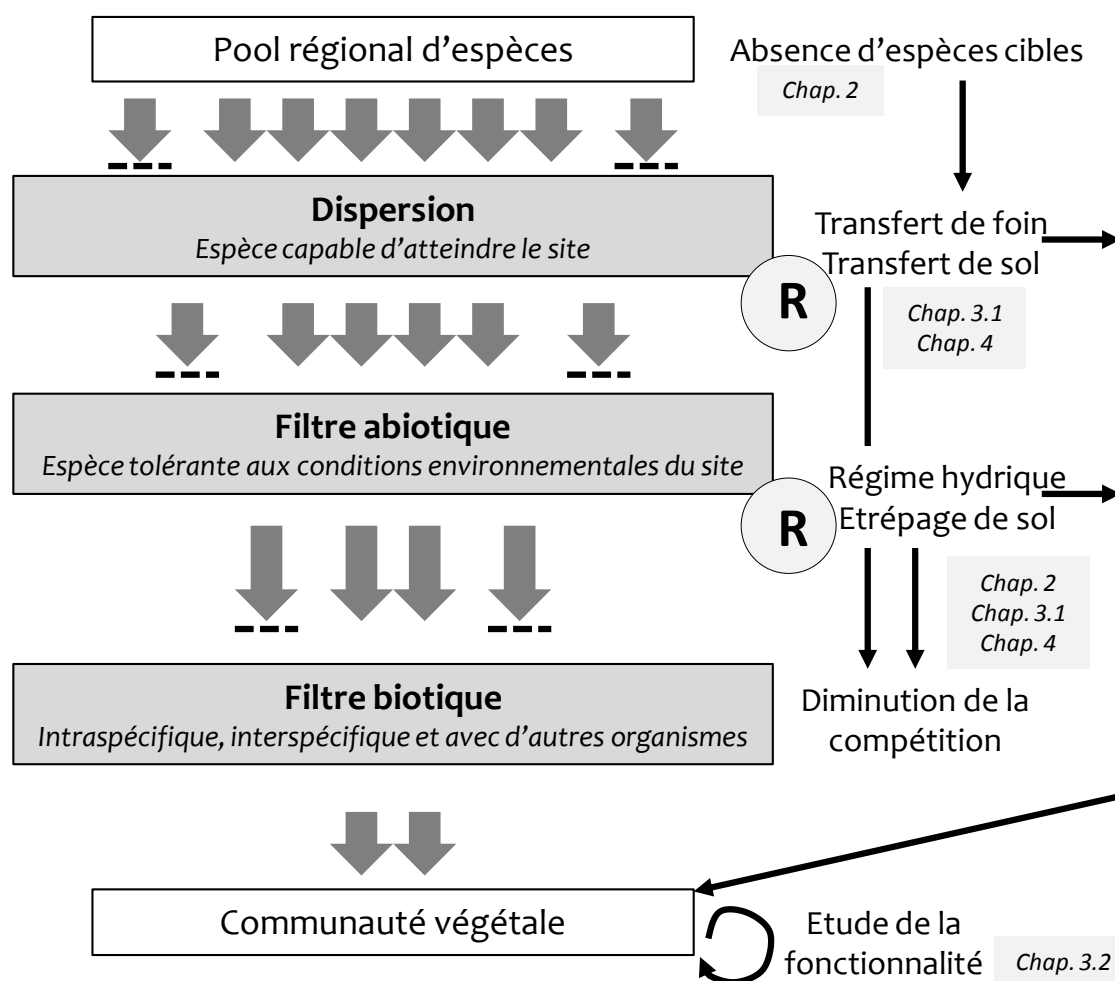 Pool régional d'espèces
Absence d'espèces cibles
Chap. 2
Dispersion
Espèce capable d'atteindre le site
Transfert de foin
Transfert de sol
R
Chap. 3.1
Chap. 4
Filtre abiotique
Espèce tolérante aux conditions environnementales du site
Régime hydrique
Etrépage de sol
R
Chap. 2
Chap. 3.1
Chap. 4
Filtre biotique
Intraspécifique, interspécifique et avec d'autres organismes
Diminution de la
compétition
Communauté végétale
Etude de la
fonctionnalité
Chap. 3.2